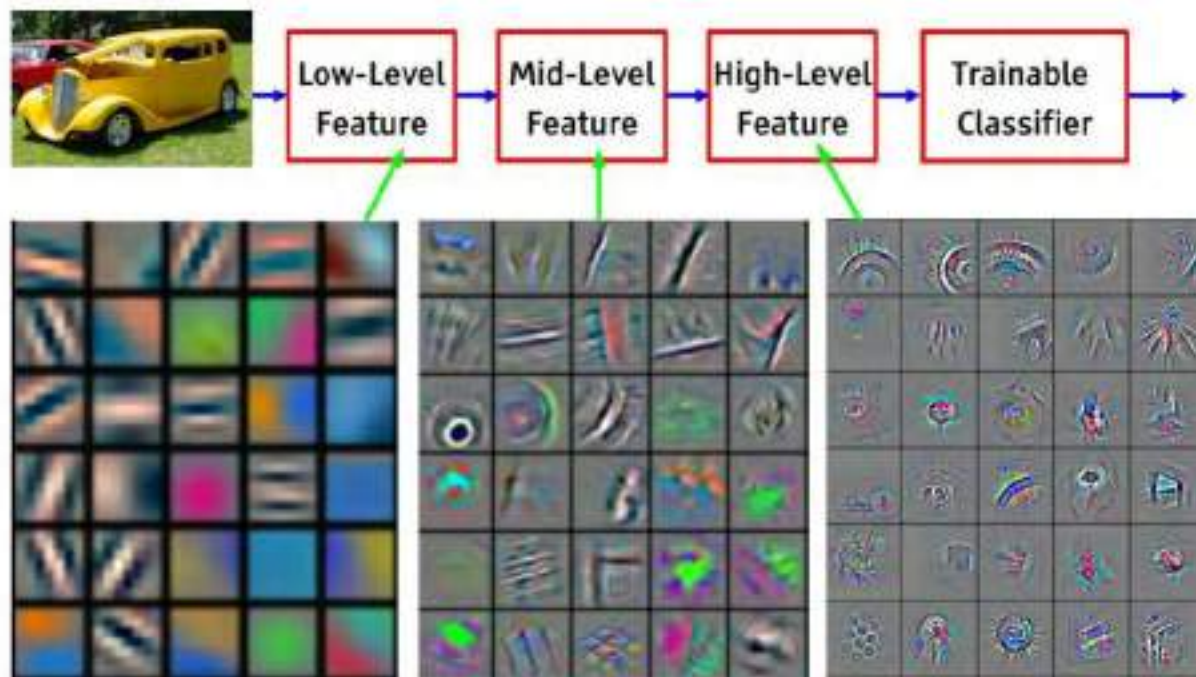 Low-Level
Feature
Mid-Level
Feature
High-Level
Feature
Trainable
Classifier